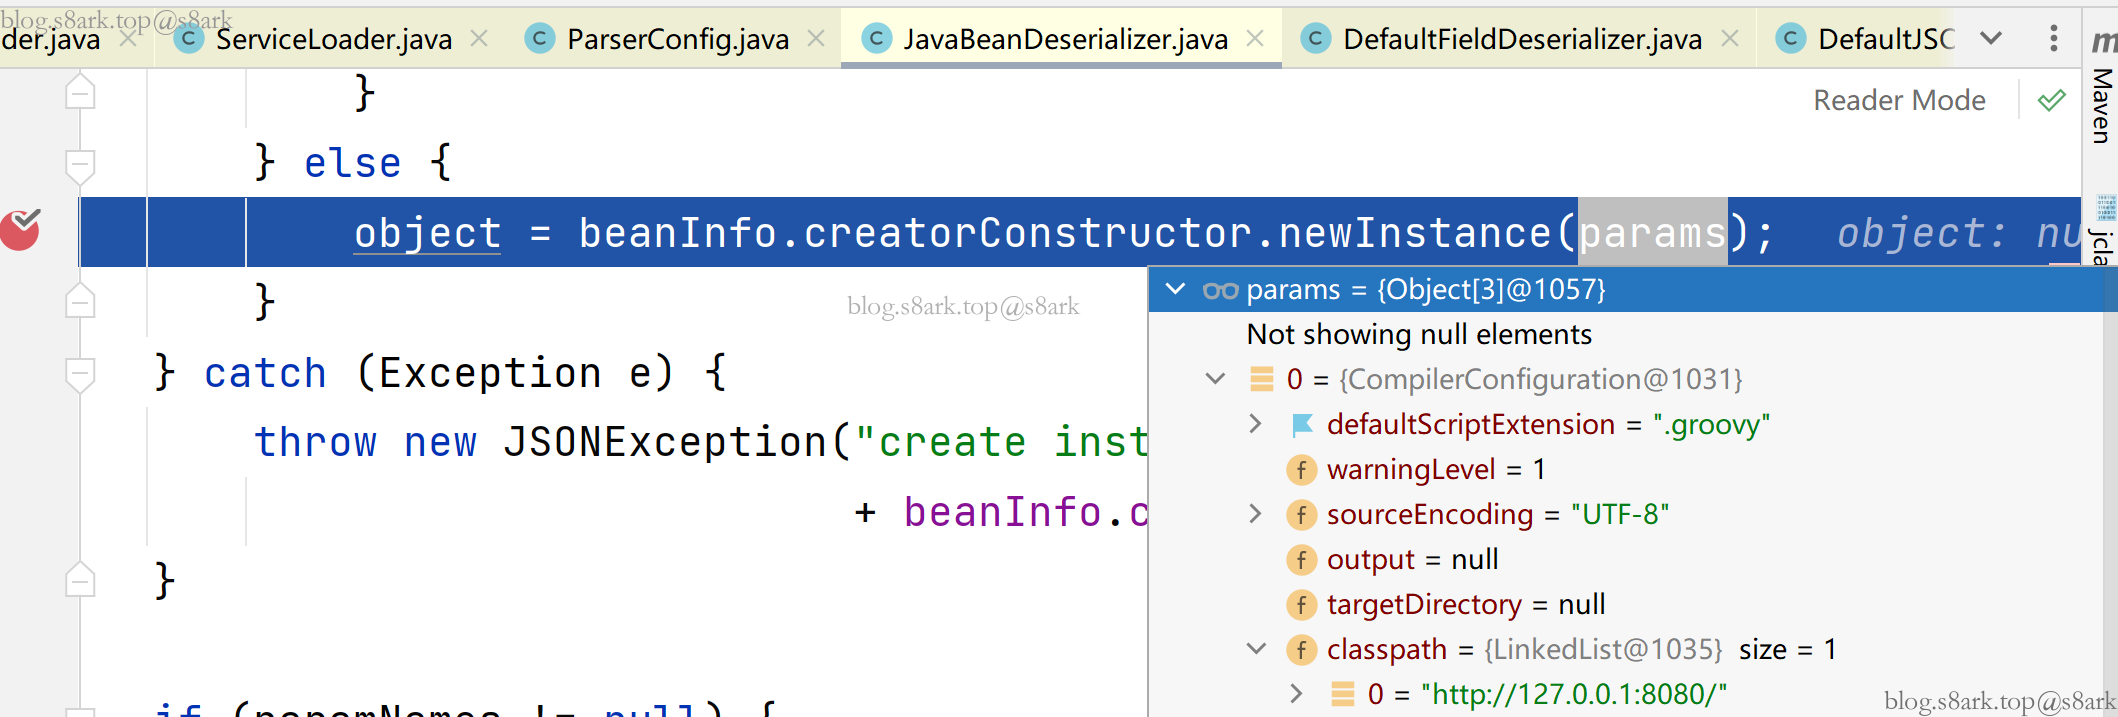 blog.s8ark.top@s8ark
der.java ServiceLoader.java ParserConfig.java JavaBeanDeserializer.java DefaultFieldDeserializer.java DefaultJSO
m
Maven
jcla
Reader Mode
}
} else {
object = beanInfo.creatorConstructor.newInstance(params); object: nu
}
blog.s8ark.top@s8ark
} catch (Exception e) {
throw new JSONException("create inst
+ beanInfo.c
}
if (paramNames != null) {
params = {Object[3]@1057}
Not showing null elements
0 = {CompilerConfiguration@1031}
defaultScriptExtension = ".groovy"
f warningLevel = 1
f sourceEncoding = "UTF-8"
f output = null
f targetDirectory = null
f classpath = {LinkedList@1035} size = 1
0 = "http://127.0.0.1:8080/"
blog.s8ark.top@s8ark